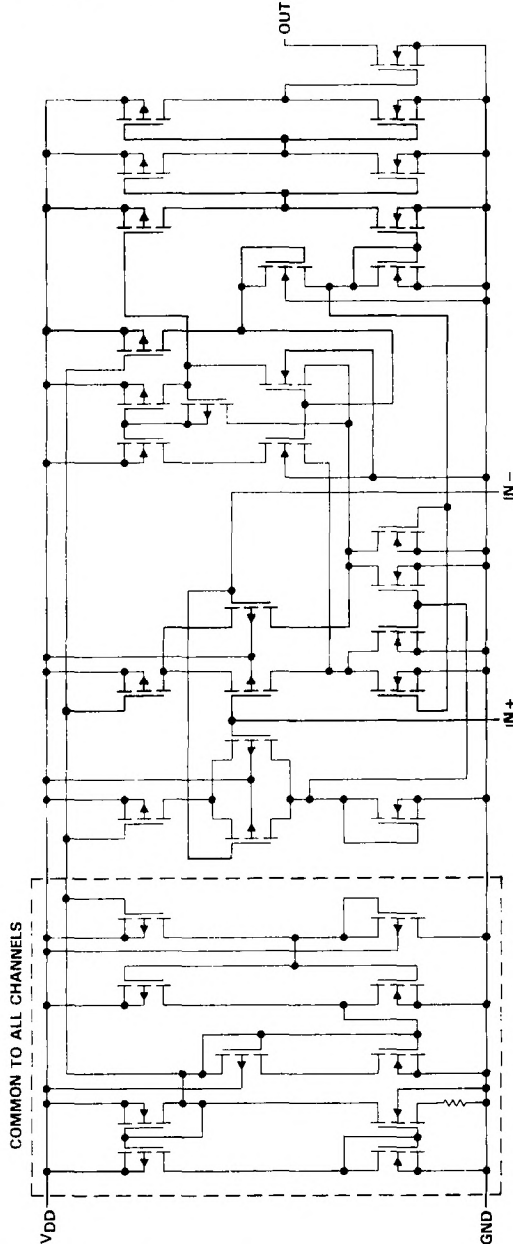 COMMON TO ALL CHANNELS
VDD
GND
IN +
IN −
OUT